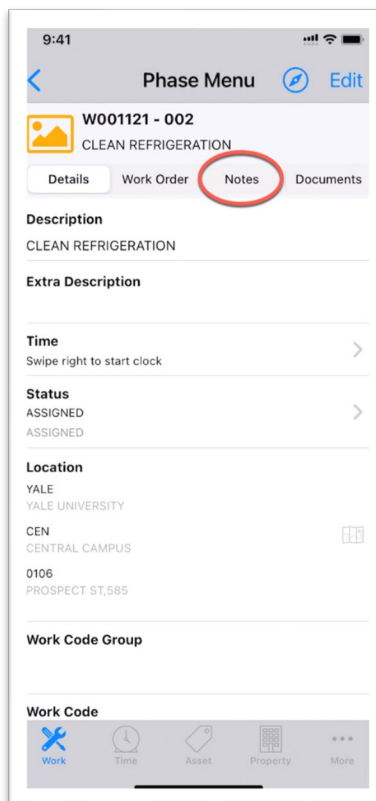 9:41
Phase Menu
Edit
W001121 - 002
CLEAN REFRIGERATION
Details
Work Order
Notes
Documents
Description
CLEAN REFRIGERATION
Extra Description
Time
Swipe right to start clock
Status
ASSIGNED
ASSIGNED
Location
YALE
YALE UNIVERSITY
CEN
CENTRAL CAMPUS
0106
PROSPECT ST,585
Work Code Group
Work Code
Work
Time
Asset
Property
More